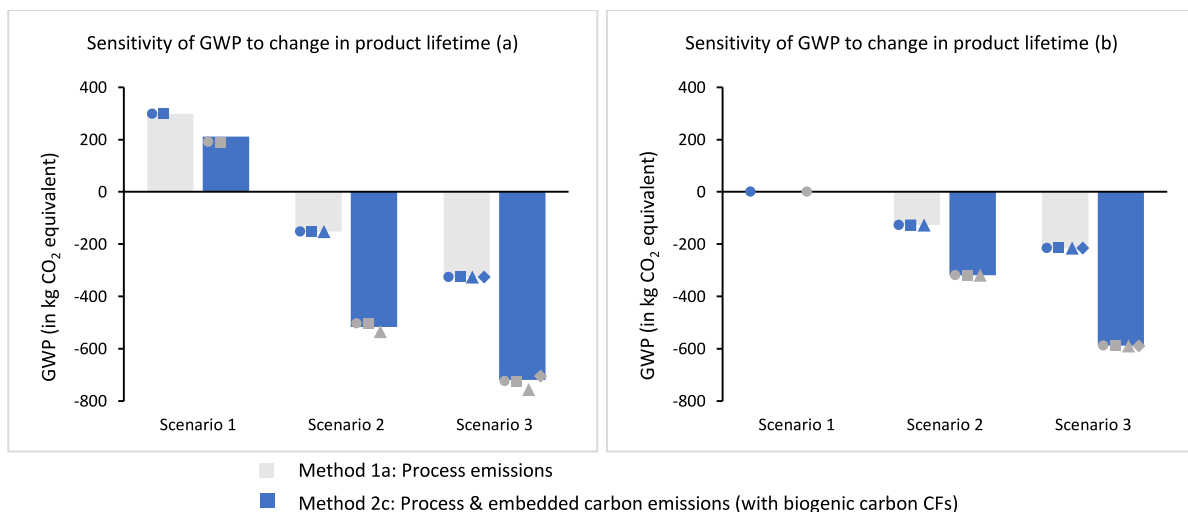 Sensitivity of GWP to change in product lifetime (a)
GWP (in kg CO₂ equivalent)
400
200
0
-200
-400
-600
-800
Scenario 1 Scenario 2 Scenario 3
Sensitivity of GWP to change in product lifetime (b)
GWP (in kg CO₂ equivalent)
400
200
0
-200
-400
-600
-800
Scenario 1 Scenario 2 Scenario 3
Method 1a: Process emissions
Method 2c: Process & embedded carbon emissions (with biogenic carbon CFs)